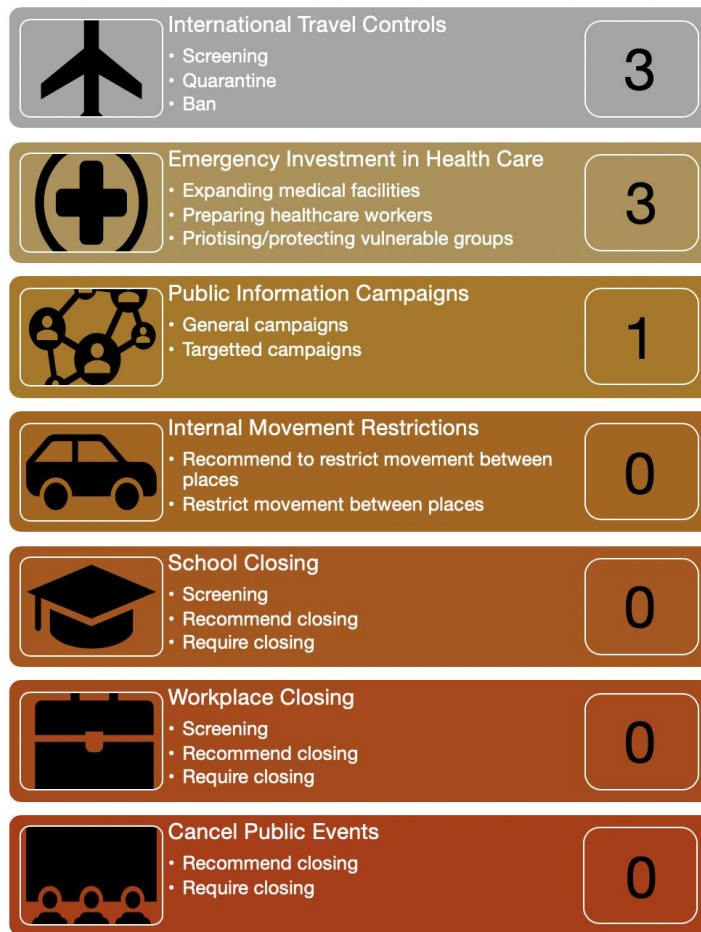 International Travel Controls
• Screening
• Quarantine
• Ban
3
Emergency Investment in Health Care
• Expanding medical facilities
• Preparing healthcare workers
• Priotising/protecting vulnerable groups
3
Public Information Campaigns
• General campaigns
• Targetted campaigns
1
Internal Movement Restrictions
• Recommend to restrict movement between
places
• Restrict movement between places
0
School Closing
• Screening
• Recommend closing
• Require closing
0
Workplace Closing
• Screening
• Recommend closing
• Require closing
0
Cancel Public Events
• Recommend closing
• Require closing
0